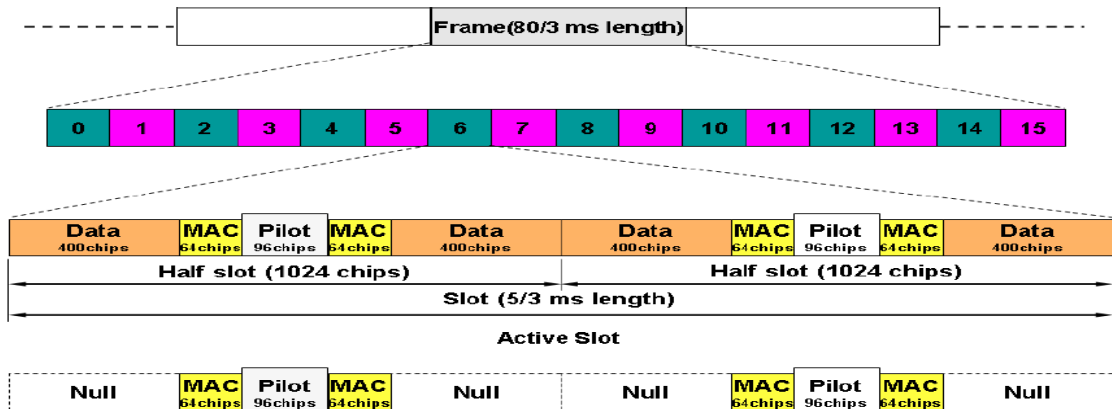 Frame(80/3 ms length)
0 1 2 3 4 5 6 7 8 9 10 11 12 13 14 15
Data MAC Pilot MAC Data Data MAC Pilot MAC Data
400chips 64chips 96chips 64chips 400chips 400chips 64chips 96chips 64chips 400chips
Half slot (1024 chips) Half slot (1024 chips)
Slot (5/3 ms length)
Active Slot
Null MAC Pilot MAC Null Null MAC Pilot MAC Null
64chips 96chips 64chips 64chips 96chips 64chips